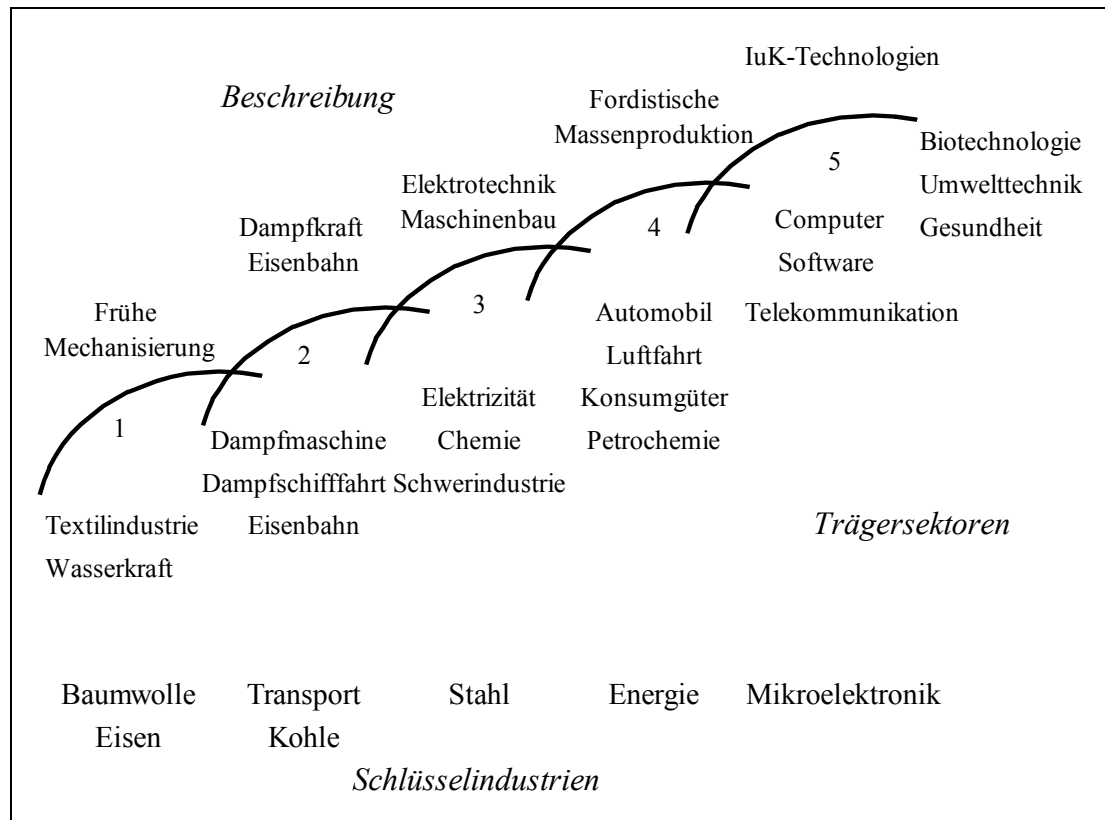 IuK-Technologien
Beschreibung
Fordistische
Massenproduktion
5
Biotechnologie
Umwelttechnik
Gesundheit
Elektrotechnik
Maschinenbau
4
Computer
Software
Dampfkraft
Eisenbahn
3
Automobil
Luftfahrt
Konsumgüter
Petrochemie
Telekommunikation
Frühe
Mechanisierung
2
Elektrizität
Chemie
Schwerindustrie
1
Dampfmaschine
Dampfschifffahrt
Eisenbahn
Textilindustrie
Wasserkraft
Trägersektoren
Baumwolle
Eisen
Transport
Kohle
Stahl
Energie
Mikroelektronik
Schlüsselindustrien